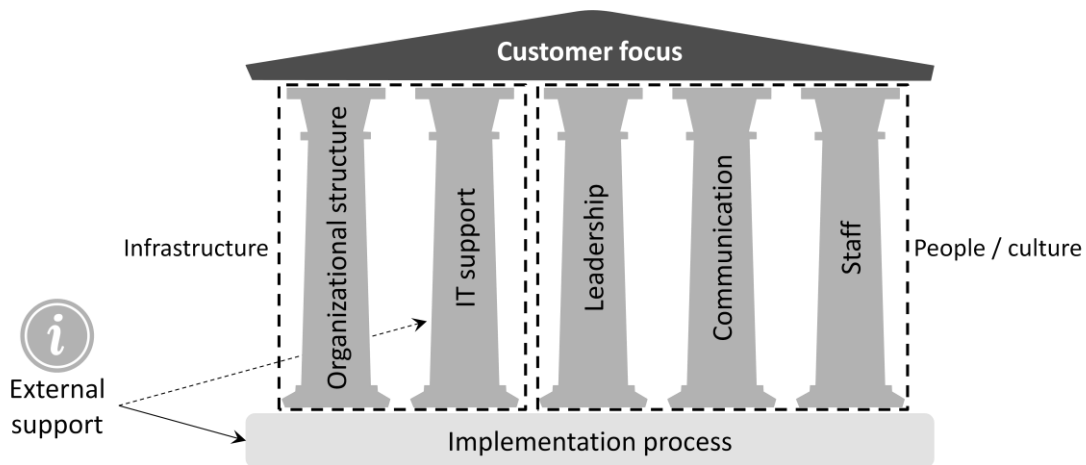 Customer focus
Organizational structure
IT support
Leadership
Communication
Staff
Infrastructure
People / culture
i
External
support
Implementation process